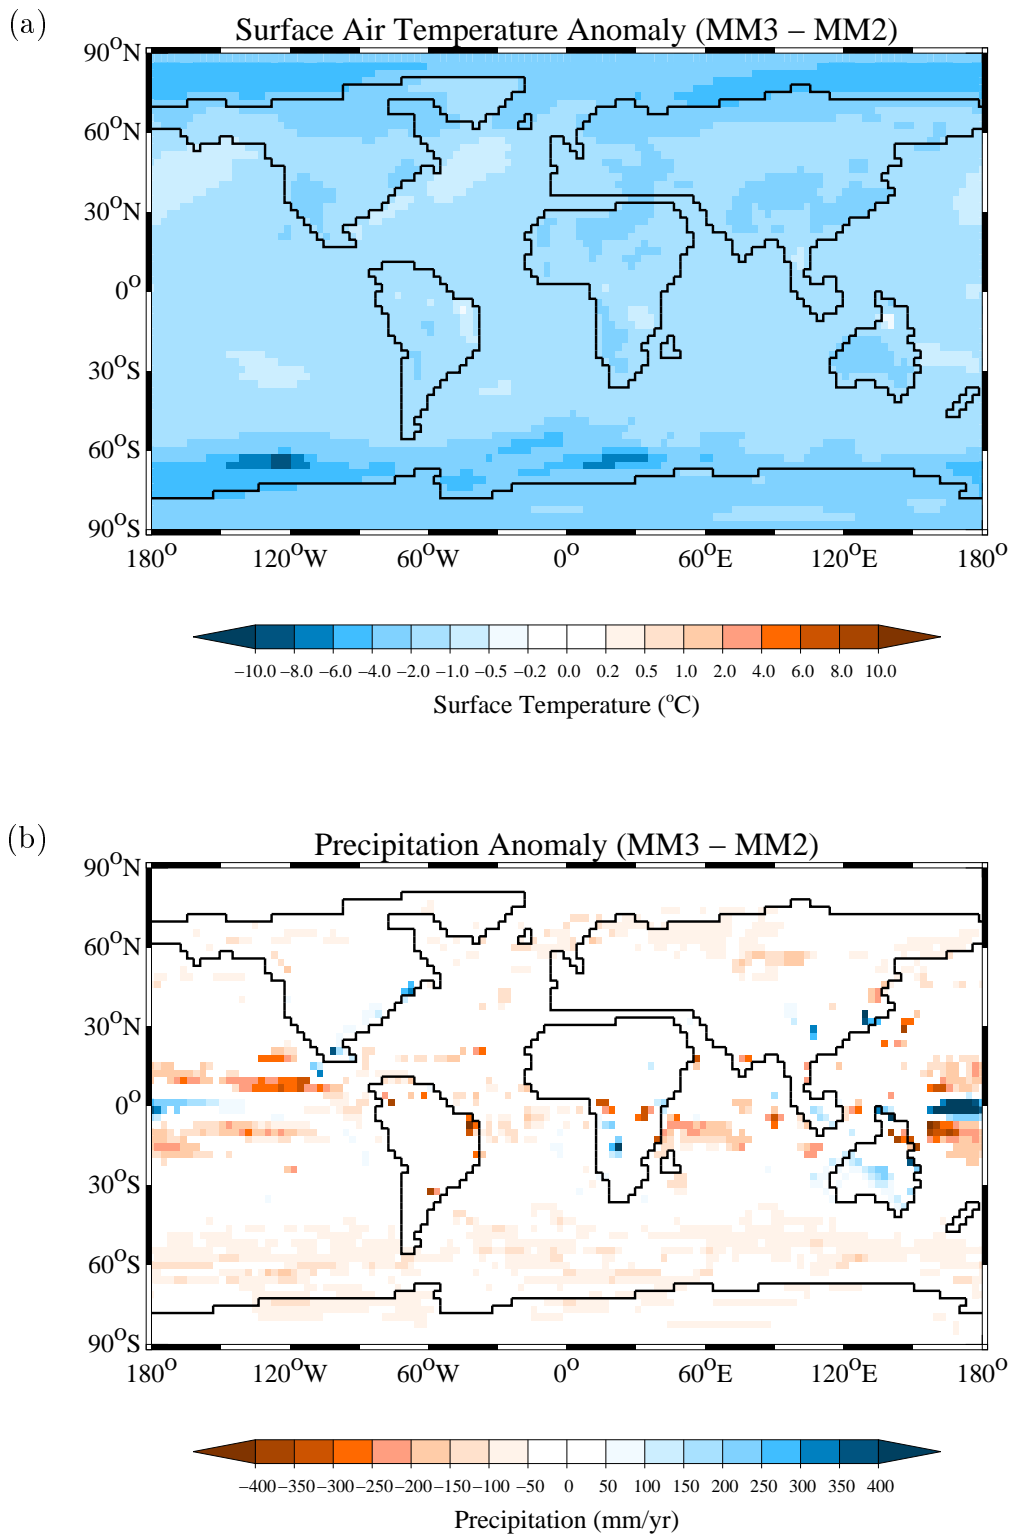 (a)
Surface Air Temperature Anomaly (MM3 – MM2)
90°N
60°N
30°N
0°
30°S
60°S
90°S
180° 120°W 60°W 0° 60°E 120°E 180°
−10.0 −8.0 −6.0 −4.0 −2.0 −1.0 −0.5 −0.2 0.0 0.2 0.5 1.0 2.0 4.0 6.0 8.0 10.0
Surface Temperature (°C)
(b)
Precipitation Anomaly (MM3 – MM2)
90°N
60°N
30°N
0°
30°S
60°S
90°S
180° 120°W 60°W 0° 60°E 120°E 180°
−400 −350 −300 −250 −200 −150 −100 −50 0 50 100 150 200 250 300 350 400
Precipitation (mm/yr)